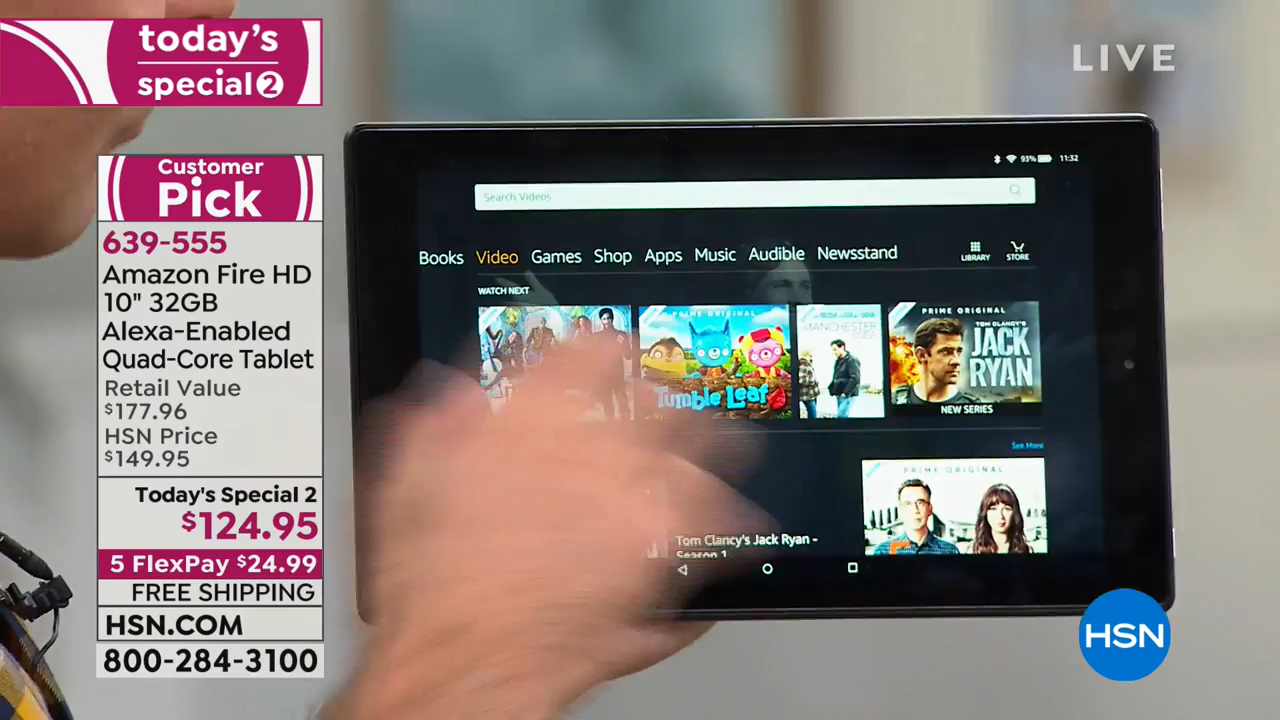 today's
special 2
LIVE
Customer
Pick
639-555
Amazon Fire HD
10" 32GB
Alexa-Enabled
Quad-Core Tablet
Retail Value
$177.96
HSN Price
$149.95
Today's Special 2
$124.95
5 FlexPay $24.99
FREE SHIPPING
HSN.COM
800-284-3100
93% 11:32
Search Videos
Books Video Games Shop Apps Music Audible Newsstand
LIBRARY STORE
WATCH NEXT
PRIME ORIGINAL
Tumble Leaf
MANCHESTER
PRIME ORIGINAL
TOM CLANCY'S
JACK
RYAN
NEW SERIES
See More
PRIME ORIGINAL
Tom Clancy's Jack Ryan -
Season 1
HSN